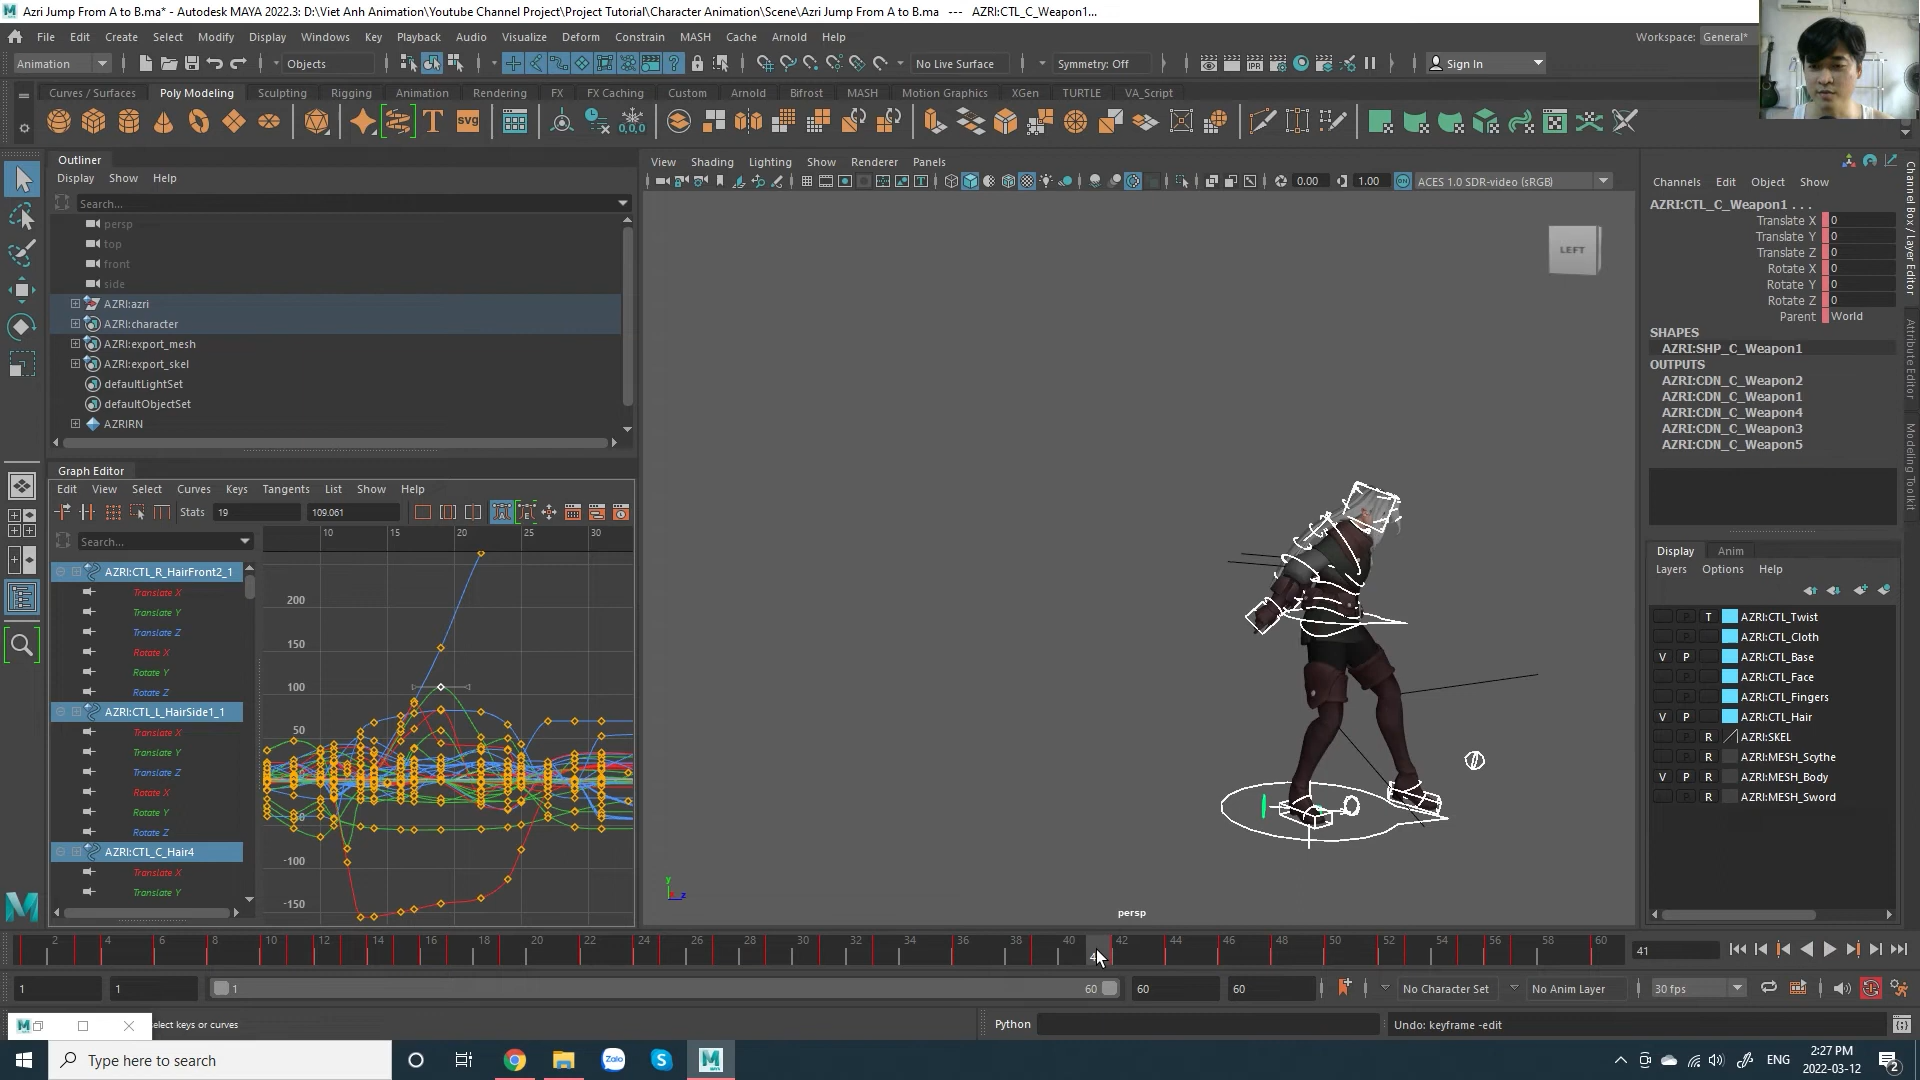 Azri Jump From A to B.ma* - Autodesk MAYA 2022.3: D:\Viet Anh Animation\Youtube Channel Project\Project Tutorial\Character Animation\Scene\Azri Jump From A to B.ma --- AZRI:CTL_C_Weapon1...
File Edit Create Select Modify Display Windows Key Playback Audio Visualize Deform Constrain MASH Cache Arnold Help
Workspace: General*
Animation Objects No Live Surface Symmetry: Off Sign In
Curves / Surfaces Poly Modeling Sculpting Rigging Animation Rendering FX FX Caching Custom Arnold Bifrost MASH Motion Graphics XGen TURTLE VA_Script
Outliner
Display Show Help
Search...
persp
top
front
side
AZRI:azri
AZRI:character
AZRI:export_mesh
AZRI:export_skel
defaultLightSet
defaultObjectSet
AZRIRN
Graph Editor
Edit View Select Curves Keys Tangents List Show Help
Stats 19 109.061
Search...
10 15 20 25 30
AZRI:CTL_R_HairFront2_1
Translate X
Translate Y
Translate Z
Rotate X
Rotate Y
Rotate Z
AZRI:CTL_L_HairSide1_1
Translate X
Translate Y
Translate Z
Rotate X
Rotate Y
Rotate Z
AZRI:CTL_C_Hair4
Translate X
Translate Y
200
150
100
50
-100
-150
View Shading Lighting Show Renderer Panels
0.00 1.00 ACES 1.0 SDR-video (sRGB)
LEFT
y
z
persp
Channels Edit Object Show
AZRI:CTL_C_Weapon1 . . .
Translate X 0
Translate Y 0
Translate Z 0
Rotate X 0
Rotate Y 0
Rotate Z 0
Parent World
SHAPES
AZRI:SHP_C_Weapon1
OUTPUTS
AZRI:CDN_C_Weapon2
AZRI:CDN_C_Weapon1
AZRI:CDN_C_Weapon4
AZRI:CDN_C_Weapon3
AZRI:CDN_C_Weapon5
Display Anim
Layers Options Help
T AZRI:CTL_Twist
AZRI:CTL_Cloth
V P AZRI:CTL_Base
AZRI:CTL_Face
AZRI:CTL_Fingers
V P AZRI:CTL_Hair
R AZRI:SKEL
R AZRI:MESH_Scythe
V P R AZRI:MESH_Body
R AZRI:MESH_Sword
Channel Box / Layer Editor
Attribute Editor
Modeling Toolkit
2 4 6 8 10 12 14 16 18 20 22 24 26 28 30 32 34 36 38 40 42 44 46 48 50 52 54 56 58 60
41
1 1 1 60 60 60 No Character Set No Anim Layer 30 fps
select keys or curves
Python
Undo: keyframe -edit
Type here to search
Zalo
ENG
2:27 PM
2022-03-12
2